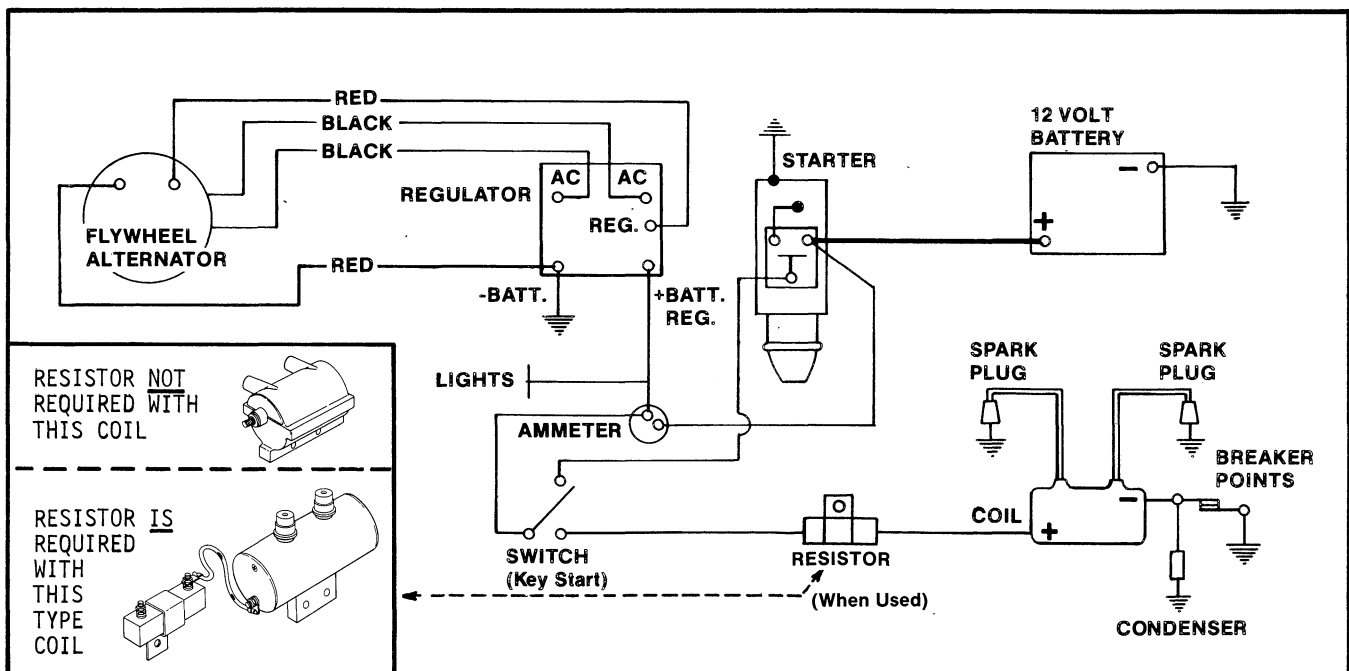 RED
BLACK
BLACK
12 VOLT
BATTERY
STARTER
AC AC
REGULATOR
REG.
FLYWHEEL
ALTERNATOR
RED
-BATT.
+BATT.
REG.
-
+
LIGHTS
AMMETER
SPARK
PLUG
SPARK
PLUG
BREAKER
POINTS
COIL
+
-
SWITCH
(Key Start)
RESISTOR
(When Used)
CONDENSER
RESISTOR NOT
REQUIRED WITH
THIS COIL
RESISTOR IS
REQUIRED
WITH
THIS
TYPE
COIL